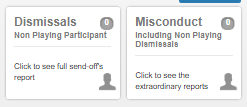 Dismissals 0
Non Playing Participant
Click to see full send-off's
report
Misconduct 0
Including Non Playing
Dismissals
Click to see the
extraordinary reports